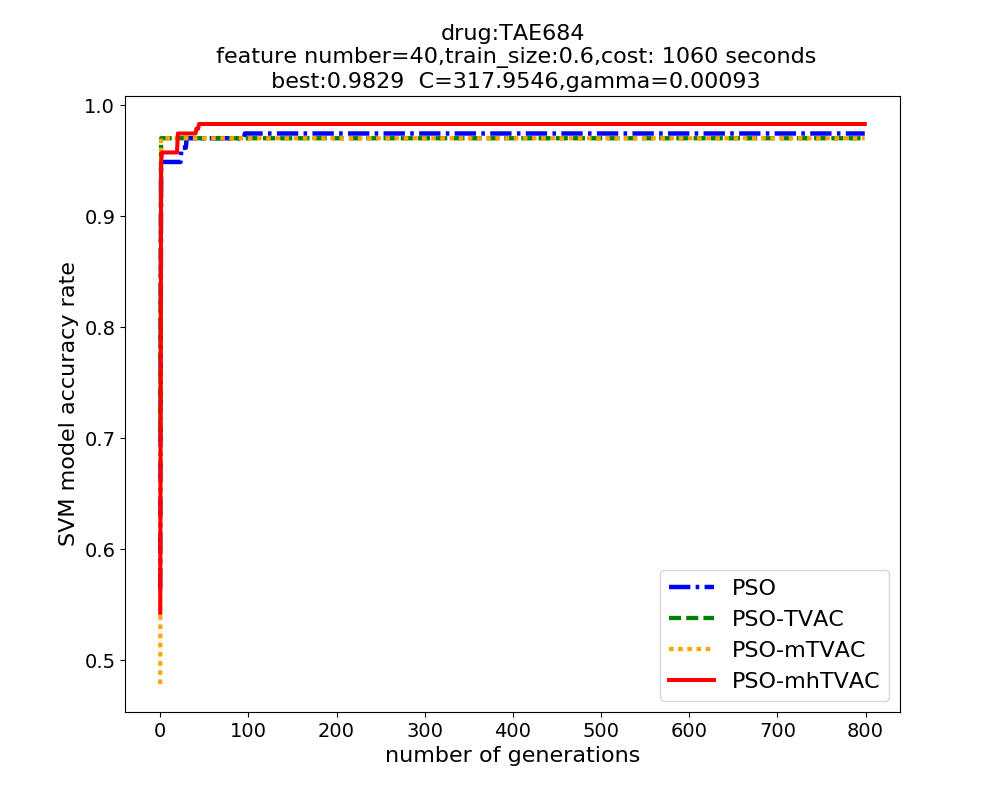 drug:TAE684
feature number=40,train_size:0.6,cost: 1060 seconds
best:0.9829  C=317.9546,gamma=0.00093
1.0
0.9
0.8
0.7
0.6
0.5
SVM model accuracy rate
PSO
PSO-TVAC
PSO-mTVAC
PSO-mhTVAC
0 100 200 300 400 500 600 700 800
number of generations